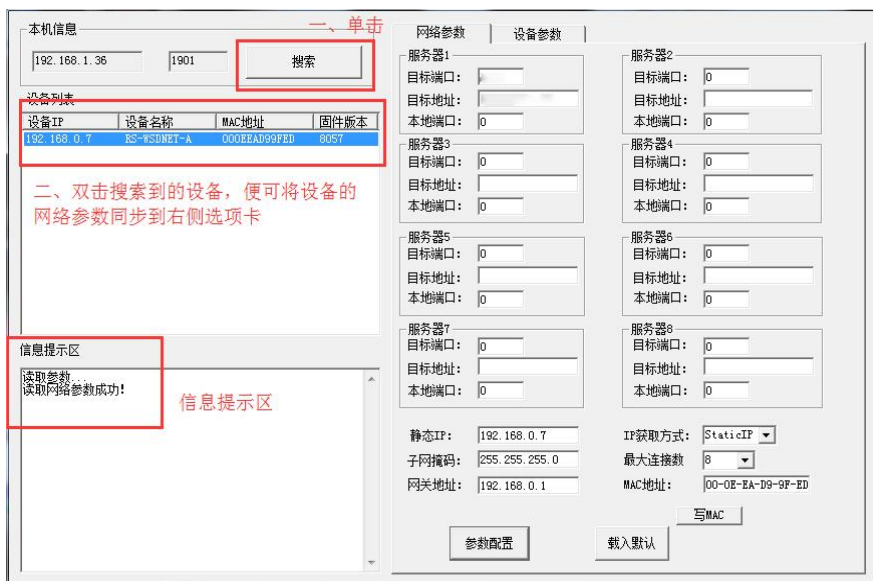 一、单击
本机信息
192.168.1.36
1901
搜索
设备列表
设备IP 设备名称 MAC地址 固件版本
192.168.0.7 RS-WSDNET-A 000EEAD99FED 8057
二、双击搜索到的设备，便可将设备的
网络参数同步到右侧选项卡
信息提示区
读取参数...
读取网络参数成功!
信息提示区
网络参数 设备参数
服务器1
目标端口:
目标地址:
本地端口: 0
服务器2
目标端口: 0
目标地址:
本地端口: 0
服务器3
目标端口: 0
目标地址:
本地端口: 0
服务器4
目标端口: 0
目标地址:
本地端口: 0
服务器5
目标端口: 0
目标地址:
本地端口: 0
服务器6
目标端口: 0
目标地址:
本地端口: 0
服务器7
目标端口: 0
目标地址:
本地端口: 0
服务器8
目标端口: 0
目标地址:
本地端口: 0
静态IP: 192.168.0.7
IP获取方式: StaticIP
子网掩码: 255.255.255.0
最大连接数 8
网关地址: 192.168.0.1
MAC地址: 00-0E-EA-D9-9F-ED
写MAC
参数配置
载入默认